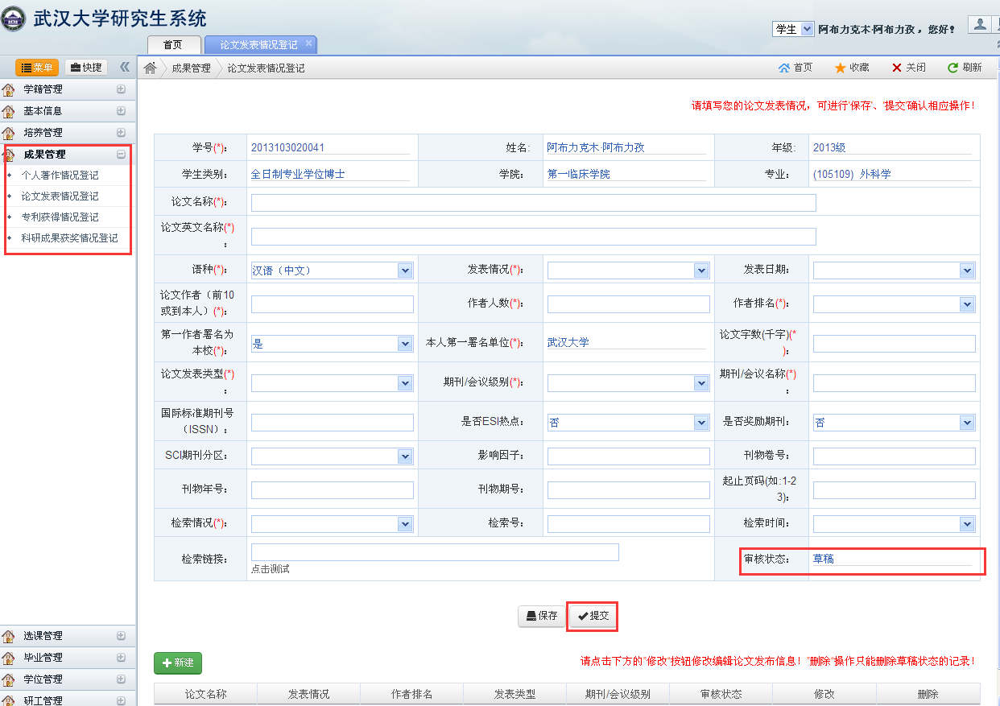 武汉大学研究生系统
学生 阿布力克木·阿布力孜，您好！
首页 论文发表情况登记
菜单 快捷
成果管理 论文发表情况登记
首页 收藏 关闭 刷新
学籍管理
基本信息
培养管理
成果管理
个人著作情况登记
论文发表情况登记
专利获得情况登记
科研成果获奖情况登记
选课管理
毕业管理
学位管理
研工管理
请填写您的论文发表情况，可进行'保存'、'提交'确认相应操作！
学号(*)： 2013103020041 姓名: 阿布力克木·阿布力孜 年级: 2013级
学生类别: 全日制专业学位博士 学院: 第一临床学院 专业: (105109) 外科学
论文名称(*)：
论文英文名称(*)
：
语种(*)： 汉语（中文） 发表情况(*)： 发表日期：
论文作者（前10
或到本人）(*)： 作者人数(*)： 作者排名(*)：
第一作者署名为
本校(*)： 是 本人第一署名单位(*)： 武汉大学 论文字数(千字)(*
)：
论文发表类型(*)
： 期刊/会议级别(*)： 期刊/会议名称(*)
：
国际标准期刊号
（ISSN）： 是否ESI热点： 否 是否奖励期刊： 否
SCI期刊分区： 影响因子： 刊物卷号：
刊物年号： 刊物期号： 起止页码(如:1-2
3)：
检索情况(*)： 检索号： 检索时间：
检索链接： 审核状态： 草稿
点击测试
保存 提交
新建
请点击下方的"修改"按钮修改编辑论文发布信息！"删除"操作只能删除草稿状态的记录！
论文名称 发表情况 作者排名 发表类型 期刊/会议级别 审核状态 修改 删除